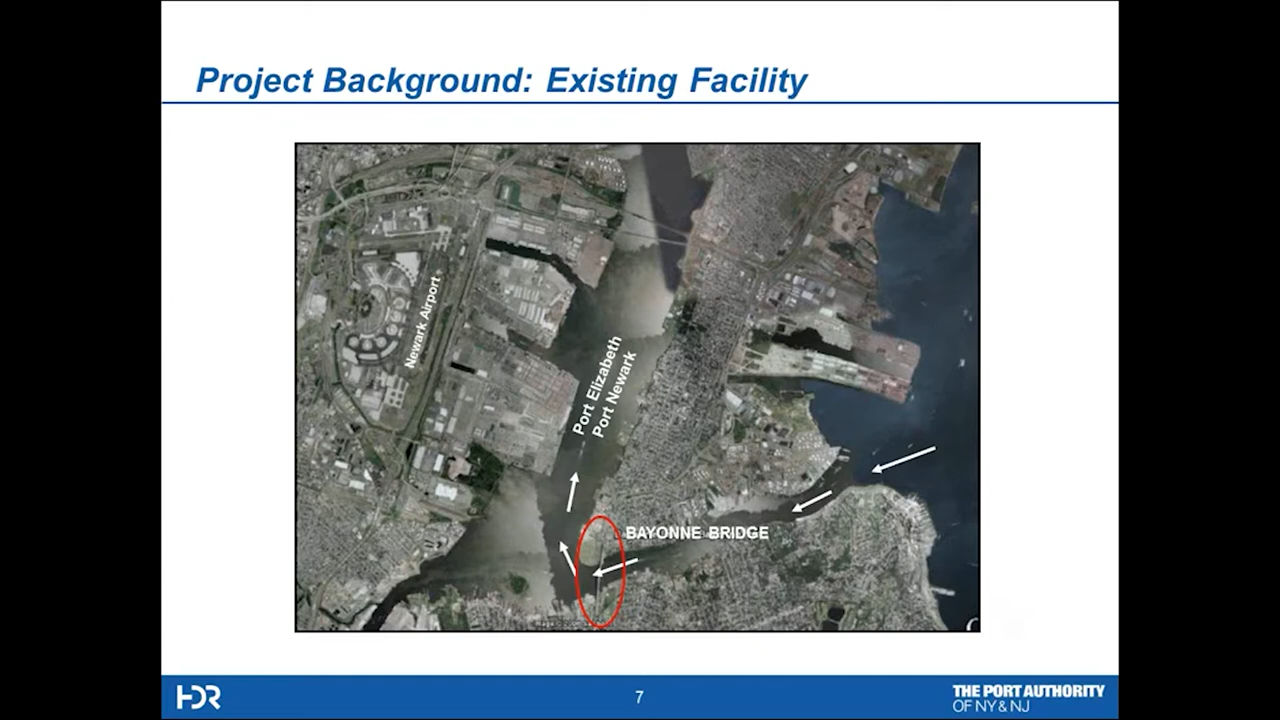 Project Background: Existing Facility
Newark Airport
Port Elizabeth
Port Newark
BAYONNE BRIDGE
HDR
7
THE PORT AUTHORITY
OF NY & NJ